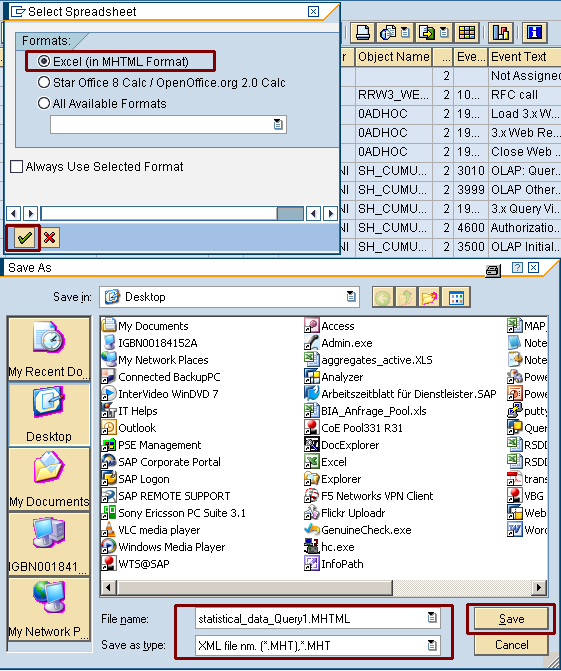 Select Spreadsheet
Formats:
Excel (in MHTML Format)
Star Office 8 Calc / OpenOffice.org 2.0 Calc
All Available Formats
Always Use Selected Format
r Object Name ... Eve... Event Text
2 Not Assigned
RRW3_WE... 2 10... RFC call
0ADHOC 2 19... Load 3.x W...
0ADHOC 2 19... 3.x Web Re...
0ADHOC 2 19... Close Web ...
NI SH_CUMU... 2 3010 OLAP: Quer...
NI SH_CUMU... 2 3999 OLAP Other...
NI SH_CUMU... 2 19... 3.x Query Vi...
NI SH_CUMU... 2 4600 Authorizatio...
NI SH_CUMU... 2 3500 OLAP Initial...
Save As
Save in: Desktop
My Recent Do...
Desktop
My Documents
IGBN001841...
My Network P...
My Documents
IGBN00184152A
My Network Places
Connected BackupPC
InterVideo WinDVD 7
IT Helps
Outlook
PSE Management
SAP Corporate Portal
SAP Logon
SAP REMOTE SUPPORT
Sony Ericsson PC Suite 3.1
VLC media player
Windows Media Player
WTS@SAP
Access
Admin.exe
aggregates_active.XLS
Analyzer
Arbeitszeitblatt für Dienstleister.SAP
BIA_Anfrage_Pool.xls
CoE Pool331 R31
DocExplorer
Excel
Explorer
F5 Networks VPN Client
Flickr Uploadr
GenuineCheck.exe
hc.exe
InfoPath
MAP_
Note
Note
Powe
Powe
putty
Quer
RSDD
RSDD
trans
VBG
Web
Word
File name: statistical_data_Query1.MHTML
Save
Save as type: XML file nm. (*.MHT),*.MHT
Cancel